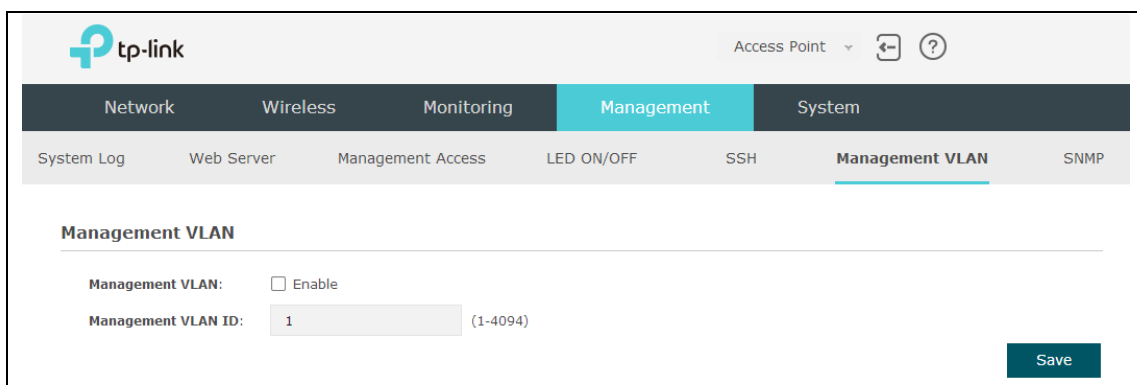 tp-link
Access Point
Network Wireless Monitoring Management System
System Log Web Server Management Access LED ON/OFF SSH Management VLAN SNMP
Management VLAN
Management VLAN: Enable
Management VLAN ID: 1 (1-4094)
Save